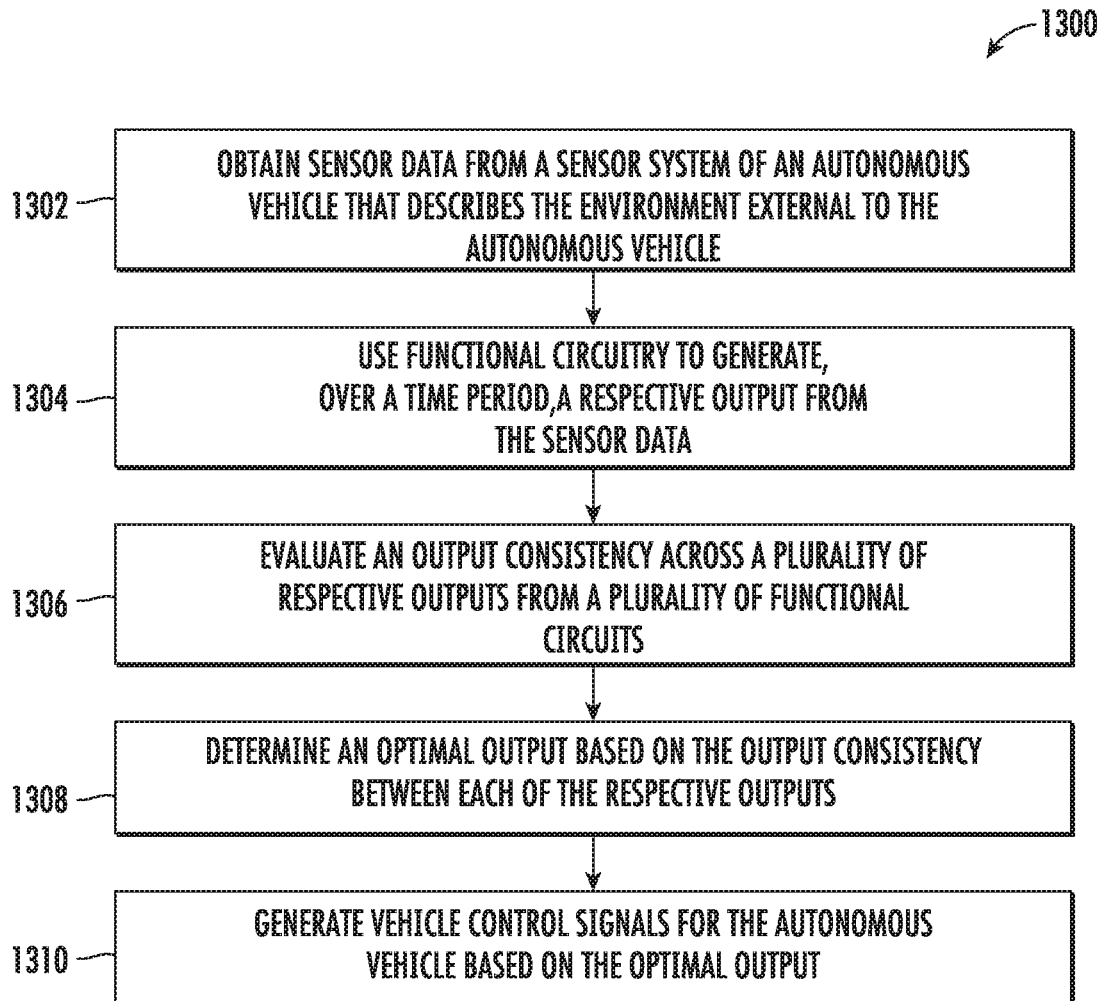 1300
1302
OBTAIN SENSOR DATA FROM A SENSOR SYSTEM OF AN AUTONOMOUS
VEHICLE THAT DESCRIBES THE ENVIRONMENT EXTERNAL TO THE
AUTONOMOUS VEHICLE
1304
USE FUNCTIONAL CIRCUITRY TO GENERATE,
OVER A TIME PERIOD,A RESPECTIVE OUTPUT FROM
THE SENSOR DATA
1306
EVALUATE AN OUTPUT CONSISTENCY ACROSS A PLURALITY OF
RESPECTIVE OUTPUTS FROM A PLURALITY OF FUNCTIONAL
CIRCUITS
1308
DETERMINE AN OPTIMAL OUTPUT BASED ON THE OUTPUT CONSISTENCY
BETWEEN EACH OF THE RESPECTIVE OUTPUTS
1310
GENERATE VEHICLE CONTROL SIGNALS FOR THE AUTONOMOUS
VEHICLE BASED ON THE OPTIMAL OUTPUT